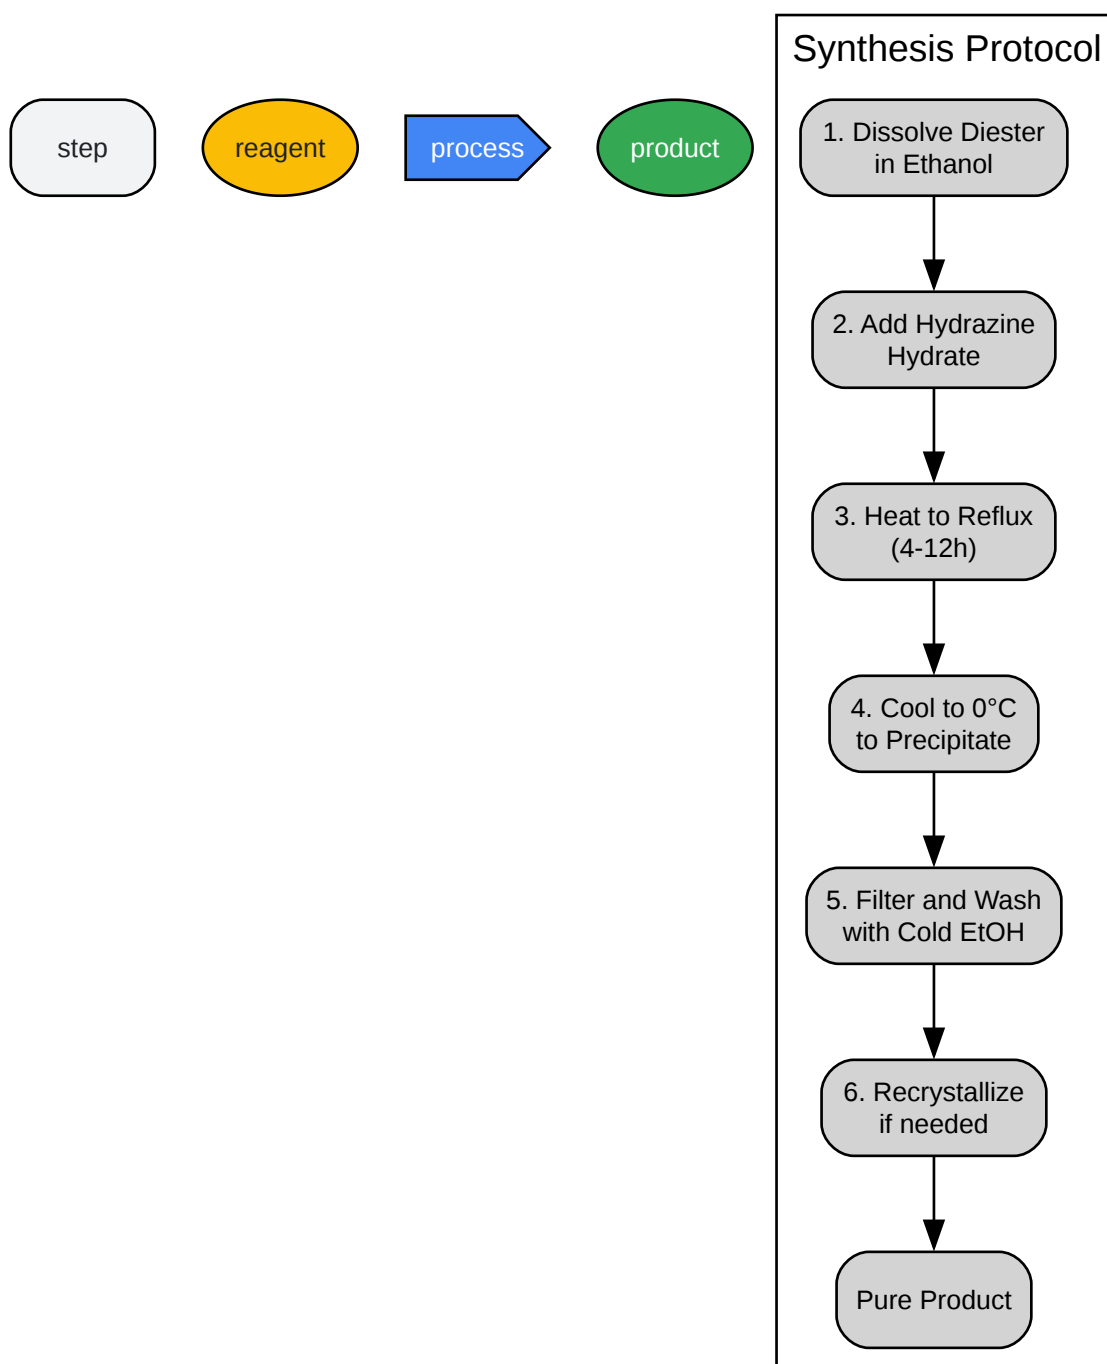 Synthesis Protocol
step
reagent
process
product
1. Dissolve Diester
in Ethanol
2. Add Hydrazine
Hydrate
3. Heat to Reflux
(4-12h)
4. Cool to 0°C
to Precipitate
5. Filter and Wash
with Cold EtOH
6. Recrystallize
if needed
Pure Product